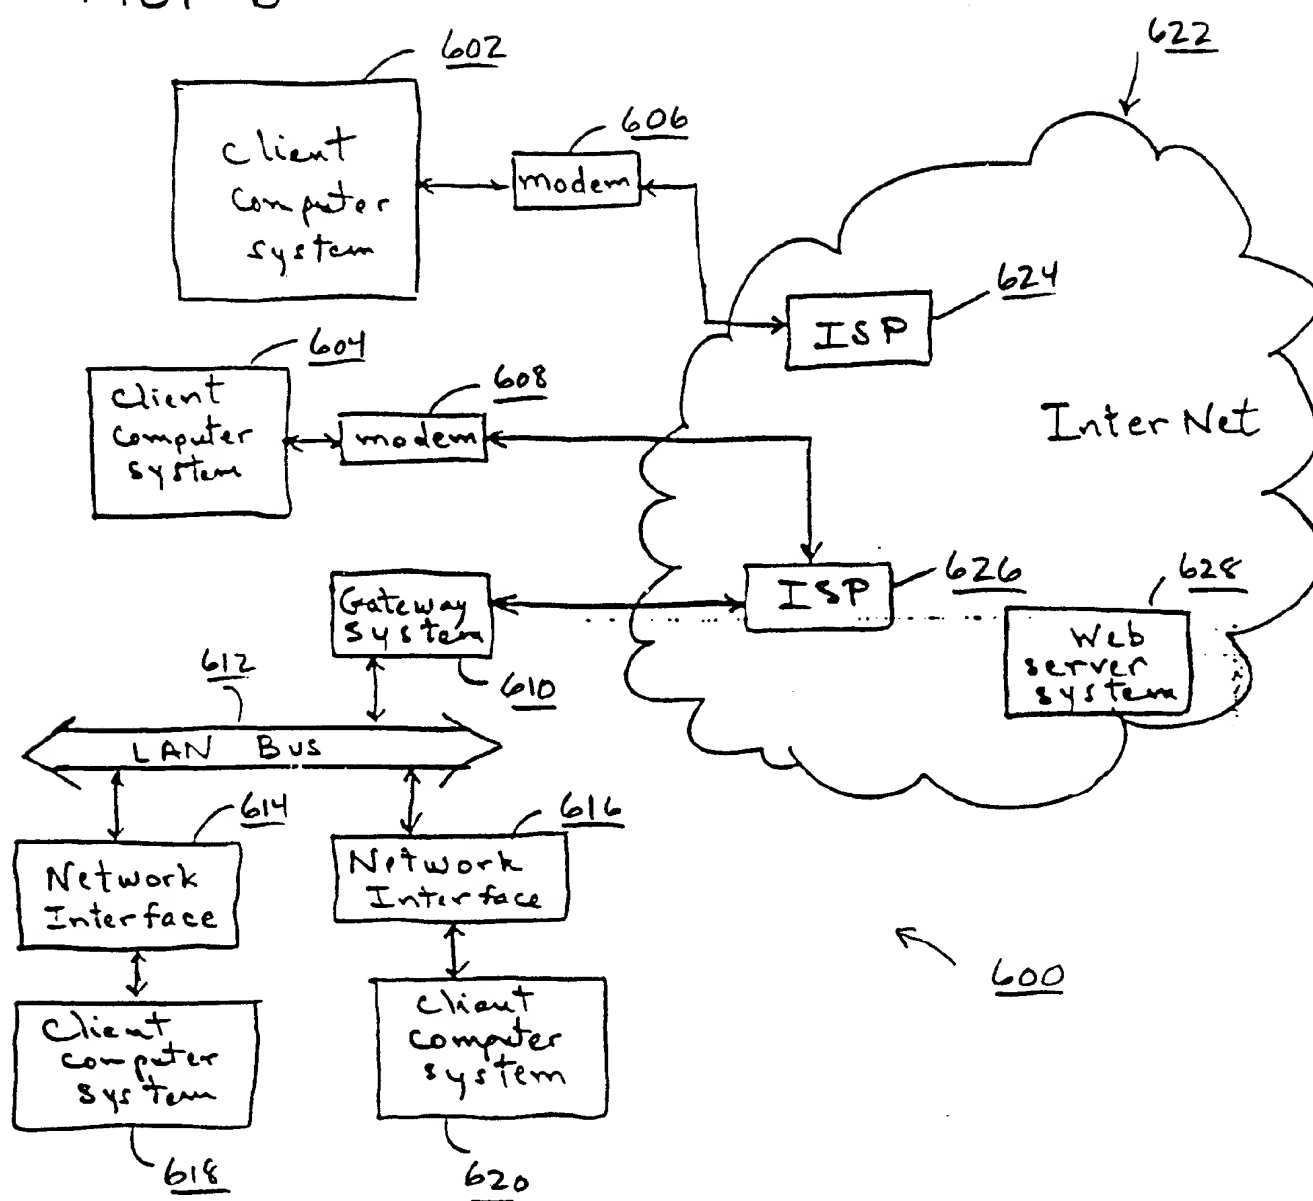 602
622
Client
Computer
system
606
modem
624
ISP
604
Client
Computer
system
608
modem
InterNet
626
ISP
628
Web
server
system
Gateway
system
610
612
LAN Bus
614
Network
Interface
616
Network
Interface
600
Client
Computer
system
618
Client
Computer
system
620